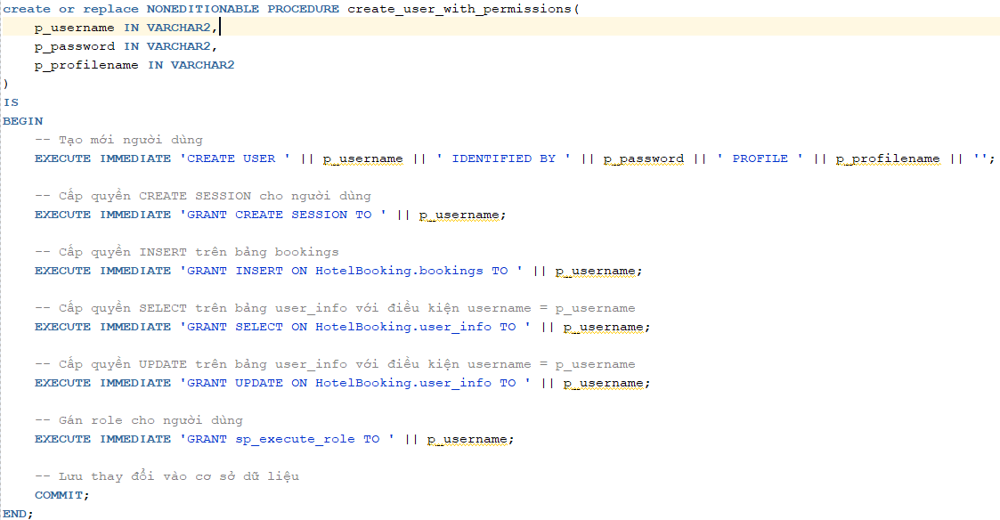 create or replace NONEDITIONABLE PROCEDURE create_user_with_permissions(
    p_username IN VARCHAR2,
    p_password IN VARCHAR2,
    p_profilename IN VARCHAR2
)
IS
BEGIN
    -- Tạo mới người dùng
    EXECUTE IMMEDIATE 'CREATE USER ' || p_username || ' IDENTIFIED BY ' || p_password || ' PROFILE ' || p_profilename || '';
    -- Cấp quyền CREATE SESSION cho người dùng
    EXECUTE IMMEDIATE 'GRANT CREATE SESSION TO ' || p_username;
    -- Cấp quyền INSERT trên bảng bookings
    EXECUTE IMMEDIATE 'GRANT INSERT ON HotelBooking.bookings TO ' || p_username;
    -- Cấp quyền SELECT trên bảng user_info với điều kiện username = p_username
    EXECUTE IMMEDIATE 'GRANT SELECT ON HotelBooking.user_info TO ' || p_username;
    -- Cấp quyền UPDATE trên bảng user_info với điều kiện username = p_username
    EXECUTE IMMEDIATE 'GRANT UPDATE ON HotelBooking.user_info TO ' || p_username;
    -- Gán role cho người dùng
    EXECUTE IMMEDIATE 'GRANT sp_execute_role TO ' || p_username;
    -- Lưu thay đổi vào cơ sở dữ liệu
    COMMIT;
END;